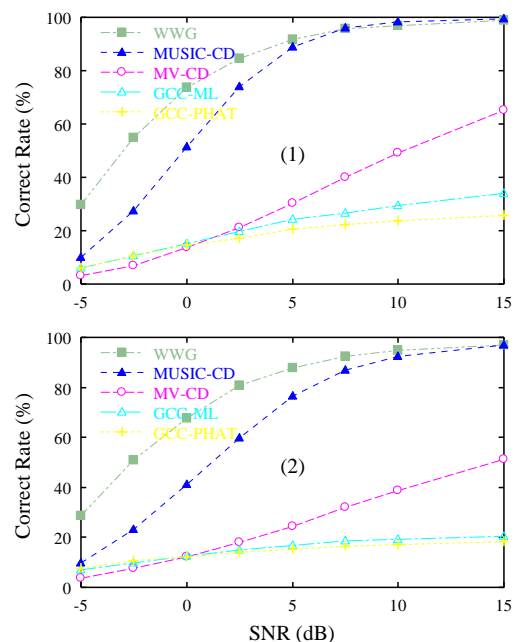 100
80
60
40
20
0
Correct Rate (%)
WWG
MUSIC-CD
MV-CD
GCC-ML
GCC-PHAT
(1)
-5 0 5 10 15
100
80
60
40
20
0
Correct Rate (%)
WWG
MUSIC-CD
MV-CD
GCC-ML
GCC-PHAT
(2)
-5 0 5 10 15
SNR (dB)